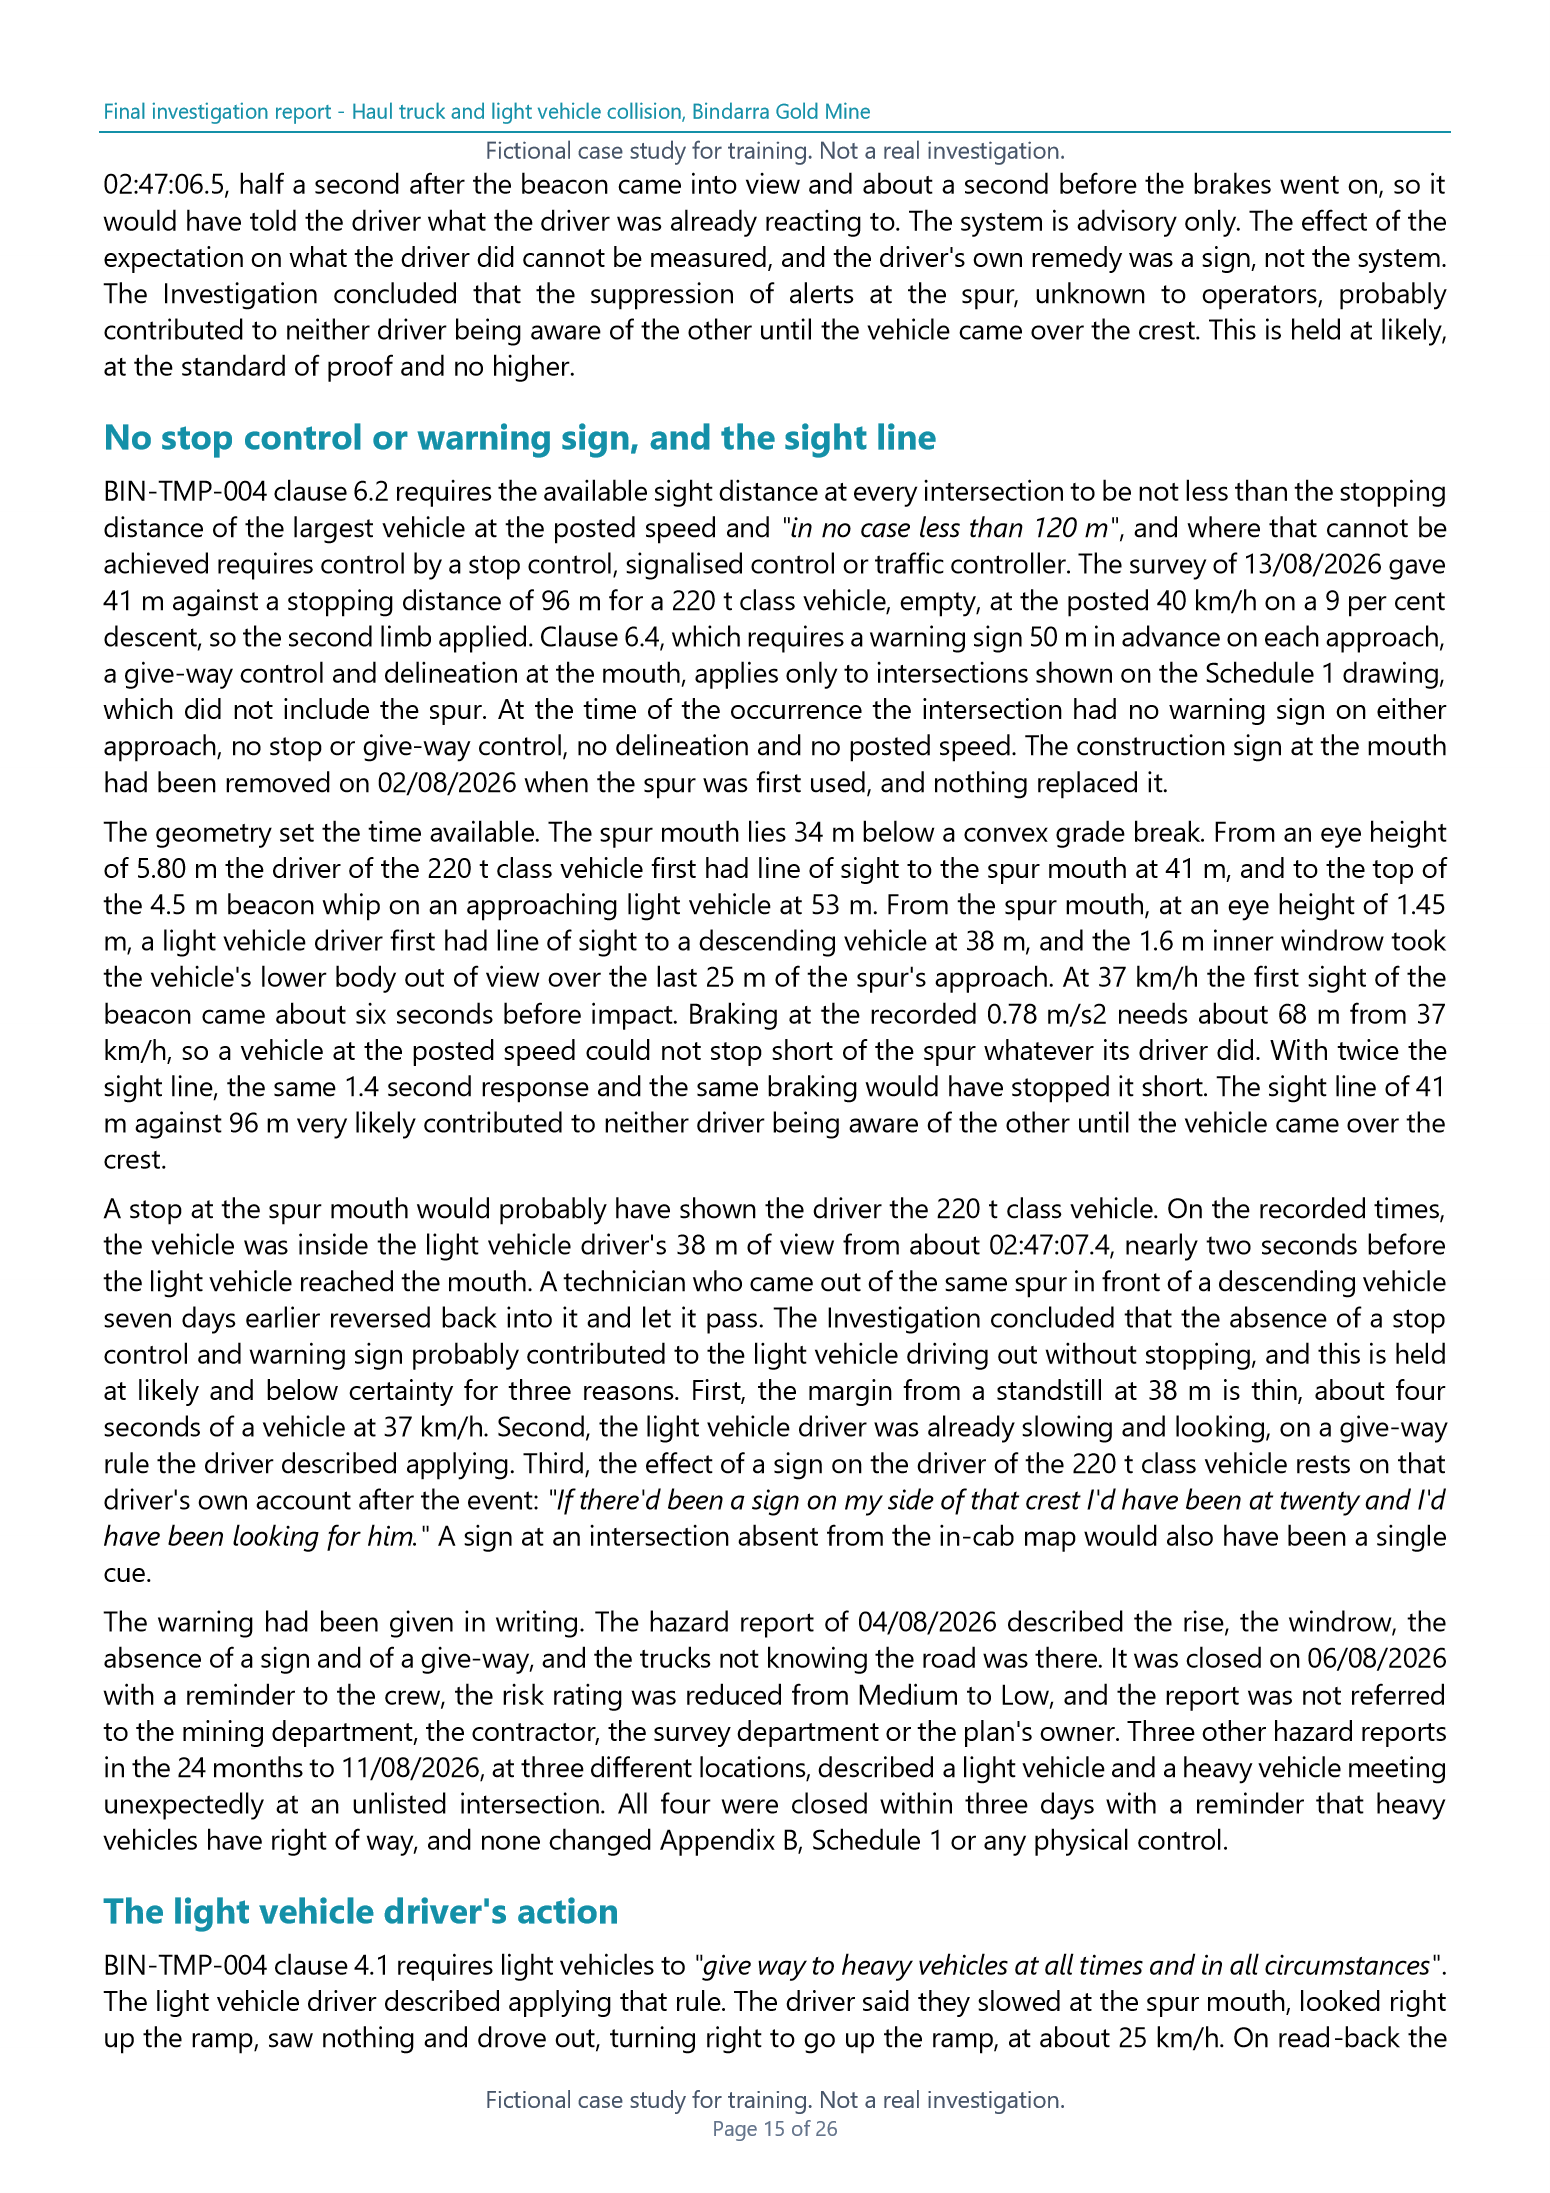 Final investigation report - Haul truck and light vehicle collision, Bindarra Gold Mine
Fictional case study for training. Not a real investigation.
02:47:06.5, half a second after the beacon came into view and about a second before the brakes went on, so it
would have told the driver what the driver was already reacting to. The system is advisory only. The effect of the
expectation on what the driver did cannot be measured, and the driver's own remedy was a sign, not the system.
The Investigation concluded that the suppression of alerts at the spur, unknown to operators, probably
contributed to neither driver being aware of the other until the vehicle came over the crest. This is held at likely,
at the standard of proof and no higher.
No stop control or warning sign, and the sight line
BIN-TMP-004 clause 6.2 requires the available sight distance at every intersection to be not less than the stopping
distance of the largest vehicle at the posted speed and "in no case less than 120 m", and where that cannot be
achieved requires control by a stop control, signalised control or traffic controller. The survey of 13/08/2026 gave
41 m against a stopping distance of 96 m for a 220 t class vehicle, empty, at the posted 40 km/h on a 9 per cent
descent, so the second limb applied. Clause 6.4, which requires a warning sign 50 m in advance on each approach,
a give-way control and delineation at the mouth, applies only to intersections shown on the Schedule 1 drawing,
which did not include the spur. At the time of the occurrence the intersection had no warning sign on either
approach, no stop or give-way control, no delineation and no posted speed. The construction sign at the mouth
had been removed on 02/08/2026 when the spur was first used, and nothing replaced it.
The geometry set the time available. The spur mouth lies 34 m below a convex grade break. From an eye height
of 5.80 m the driver of the 220 t class vehicle first had line of sight to the spur mouth at 41 m, and to the top of
the 4.5 m beacon whip on an approaching light vehicle at 53 m. From the spur mouth, at an eye height of 1.45
m, a light vehicle driver first had line of sight to a descending vehicle at 38 m, and the 1.6 m inner windrow took
the vehicle's lower body out of view over the last 25 m of the spur's approach. At 37 km/h the first sight of the
beacon came about six seconds before impact. Braking at the recorded 0.78 m/s2 needs about 68 m from 37
km/h, so a vehicle at the posted speed could not stop short of the spur whatever its driver did. With twice the
sight line, the same 1.4 second response and the same braking would have stopped it short. The sight line of 41
m against 96 m very likely contributed to neither driver being aware of the other until the vehicle came over the
crest.
A stop at the spur mouth would probably have shown the driver the 220 t class vehicle. On the recorded times,
the vehicle was inside the light vehicle driver's 38 m of view from about 02:47:07.4, nearly two seconds before
the light vehicle reached the mouth. A technician who came out of the same spur in front of a descending vehicle
seven days earlier reversed back into it and let it pass. The Investigation concluded that the absence of a stop
control and warning sign probably contributed to the light vehicle driving out without stopping, and this is held
at likely and below certainty for three reasons. First, the margin from a standstill at 38 m is thin, about four
seconds of a vehicle at 37 km/h. Second, the light vehicle driver was already slowing and looking, on a give-way
rule the driver described applying. Third, the effect of a sign on the driver of the 220 t class vehicle rests on that
driver's own account after the event: "If there'd been a sign on my side of that crest I'd have been at twenty and I'd
have been looking for him." A sign at an intersection absent from the in-cab map would also have been a single
cue.
The warning had been given in writing. The hazard report of 04/08/2026 described the rise, the windrow, the
absence of a sign and of a give-way, and the trucks not knowing the road was there. It was closed on 06/08/2026
with a reminder to the crew, the risk rating was reduced from Medium to Low, and the report was not referred
to the mining department, the contractor, the survey department or the plan's owner. Three other hazard reports
in the 24 months to 11/08/2026, at three different locations, described a light vehicle and a heavy vehicle meeting
unexpectedly at an unlisted intersection. All four were closed within three days with a reminder that heavy
vehicles have right of way, and none changed Appendix B, Schedule 1 or any physical control.
The light vehicle driver's action
BIN-TMP-004 clause 4.1 requires light vehicles to "give way to heavy vehicles at all times and in all circumstances".
The light vehicle driver described applying that rule. The driver said they slowed at the spur mouth, looked right
up the ramp, saw nothing and drove out, turning right to go up the ramp, at about 25 km/h. On read-back the
Fictional case study for training. Not a real investigation.
Page 15 of 26